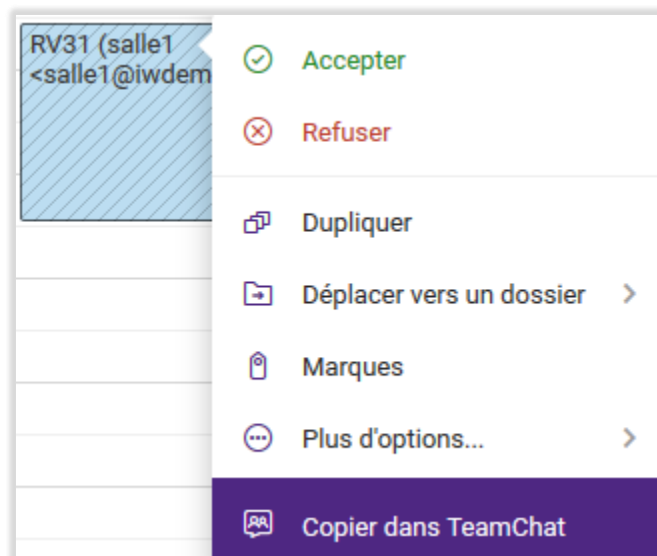 RV31 (salle1
<salle1@iwdem
Accepter
Refuser
Dupliquer
Déplacer vers un dossier
Marques
Plus d'options...
Copier dans TeamChat